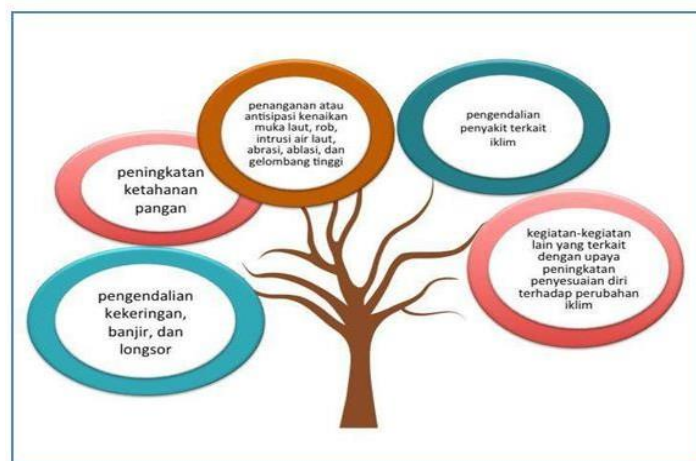 penanganan atau
antisipasi kenaikan
muka laut, rob,
intrusi air laut,
abrasi, ablasi, dan
gelombang tinggi
pengendalian
penyakit terkait
iklim
peningkatan
ketahanan
pangan
kegiatan-kegiatan
lain yang terkait
dengan upaya
peningkatan
penyesuaian diri
terhadap perubahan
iklim
pengendalian
kekeringan,
banjir, dan
longsor